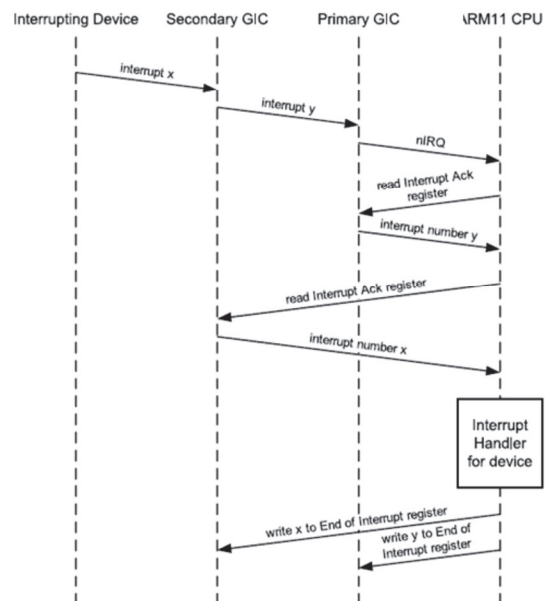 Interrupting Device Secondary GIC Primary GIC ARM11 CPU
interrupt x
interrupt y
nIRQ
read Interrupt Ack
register
interrupt number y
read Interrupt Ack register
interrupt number x
Interrupt
Handler
for device
write x to End of Interrupt register
write y to End of
Interrupt register